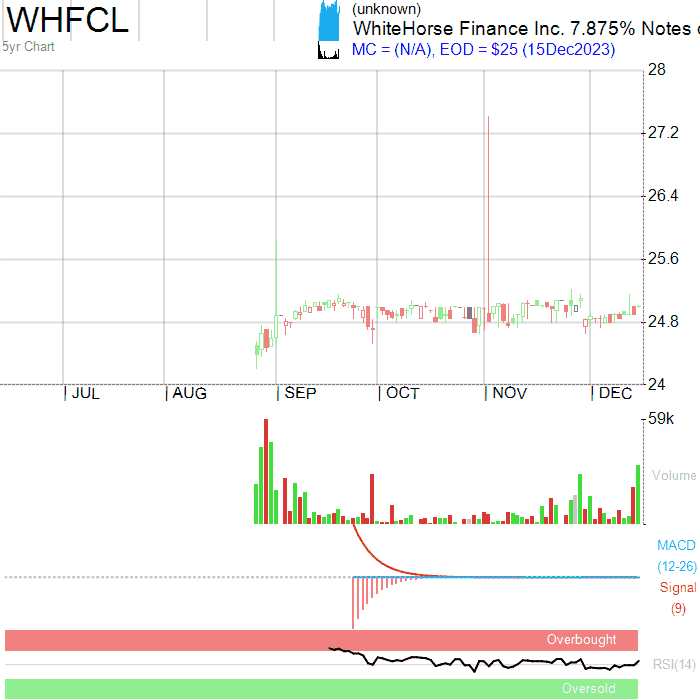 WHFCL
5yr Chart
(unknown)
WhiteHorse Finance Inc. 7.875% Notes
MC = (N/A), EOD = $25 (15Dec2023)
28
27.2
26.4
25.6
24.8
24
JUL AUG SEP OCT NOV DEC
59k
Volume
MACD
(12-26)
Signal
(9)
Overbought
RSI(14)
Oversold